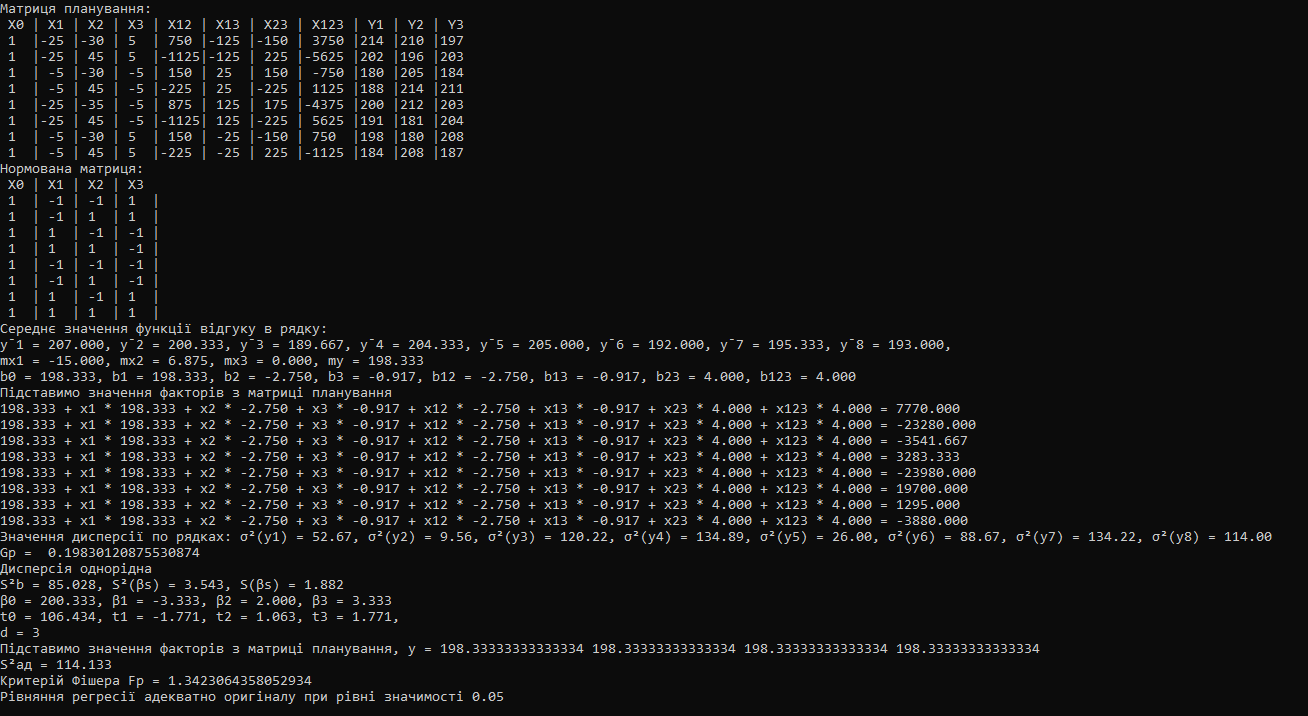 Матриця планування:
X0 | X1 | X2 | X3 | X12 | X13 | X23 | X123 | Y1 | Y2 | Y3
1  |-25 |-30 | 5  | 750 |-125 |-150 | 3750 |214 |210 |197
1  |-25 | 45 | 5  |-1125|-125 | 225 |-5625 |202 |196 |203
1  | -5 |-30 | -5 | 150 | 25  | 150 | -750 |180 |205 |184
1  | -5 | 45 | -5 |-225 | 25  |-225 | 1125 |188 |214 |211
1  |-25 |-35 | -5 | 875 | 125 | 175 |-4375 |200 |212 |203
1  |-25 | 45 | -5 |-1125| 125 |-225 | 5625 |191 |181 |204
1  | -5 |-30 | 5  | 150 | -25 |-150 | 750  |198 |180 |208
1  | -5 | 45 | 5  |-225 | -25 | 225 |-1125 |184 |208 |187
Нормована матриця:
X0 | X1 | X2 | X3
1  | -1 | -1 | 1  |
1  | -1 | 1  | 1  |
1  | 1  | -1 | -1 |
1  | 1  | 1  | -1 |
1  | -1 | -1 | -1 |
1  | -1 | 1  | -1 |
1  | 1  | -1 | 1  |
1  | 1  | 1  | 1  |
Середнє значення функції відгуку в рядку:
y¯1 = 207.000, y¯2 = 200.333, y¯3 = 189.667, y¯4 = 204.333, y¯5 = 205.000, y¯6 = 192.000, y¯7 = 195.333, y¯8 = 193.000,
mx1 = -15.000, mx2 = 6.875, mx3 = 0.000, my = 198.333
b0 = 198.333, b1 = 198.333, b2 = -2.750, b3 = -0.917, b12 = -2.750, b13 = -0.917, b23 = 4.000, b123 = 4.000
Підставимо значення факторів з матриці планування
198.333 + x1 * 198.333 + x2 * -2.750 + x3 * -0.917 + x12 * -2.750 + x13 * -0.917 + x23 * 4.000 + x123 * 4.000 = 7770.000
198.333 + x1 * 198.333 + x2 * -2.750 + x3 * -0.917 + x12 * -2.750 + x13 * -0.917 + x23 * 4.000 + x123 * 4.000 = -23280.000
198.333 + x1 * 198.333 + x2 * -2.750 + x3 * -0.917 + x12 * -2.750 + x13 * -0.917 + x23 * 4.000 + x123 * 4.000 = -3541.667
198.333 + x1 * 198.333 + x2 * -2.750 + x3 * -0.917 + x12 * -2.750 + x13 * -0.917 + x23 * 4.000 + x123 * 4.000 = 3283.333
198.333 + x1 * 198.333 + x2 * -2.750 + x3 * -0.917 + x12 * -2.750 + x13 * -0.917 + x23 * 4.000 + x123 * 4.000 = -23980.000
198.333 + x1 * 198.333 + x2 * -2.750 + x3 * -0.917 + x12 * -2.750 + x13 * -0.917 + x23 * 4.000 + x123 * 4.000 = 19700.000
198.333 + x1 * 198.333 + x2 * -2.750 + x3 * -0.917 + x12 * -2.750 + x13 * -0.917 + x23 * 4.000 + x123 * 4.000 = 1295.000
198.333 + x1 * 198.333 + x2 * -2.750 + x3 * -0.917 + x12 * -2.750 + x13 * -0.917 + x23 * 4.000 + x123 * 4.000 = -3880.000
Значення дисперсії по рядках: σ²(y1) = 52.67, σ²(y2) = 9.56, σ²(y3) = 120.22, σ²(y4) = 134.89, σ²(y5) = 26.00, σ²(y6) = 88.67, σ²(y7) = 134.22, σ²(y8) = 114.00
Gp =  0.19830120875530874
Дисперсія однорідна
S²b = 85.028, S²(βs) = 3.543, S(βs) = 1.882
β0 = 200.333, β1 = -3.333, β2 = 2.000, β3 = 3.333
t0 = 106.434, t1 = -1.771, t2 = 1.063, t3 = 1.771,
d = 3
Підставимо значення факторів з матриці планування, y = 198.33333333333334 198.33333333333334 198.33333333333334 198.33333333333334
S²ад = 114.133
Критерій Фішера Fp = 1.3423064358052934
Рівняння регресії адекватно оригіналу при рівні значимості 0.05